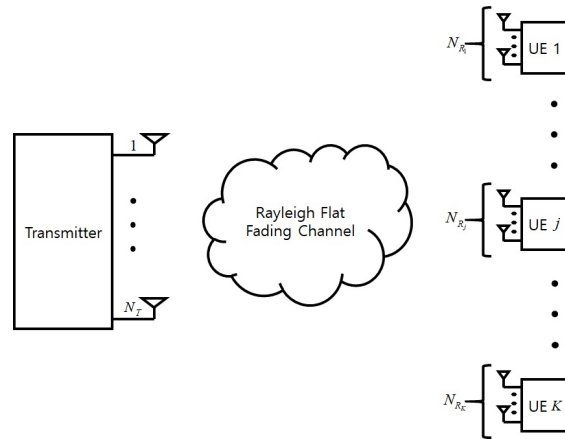 N_{R_1}
UE 1
1
Transmitter
Rayleigh Flat
Fading Channel
N_{R_j}
UE j
N_T
N_{R_K}
UE K